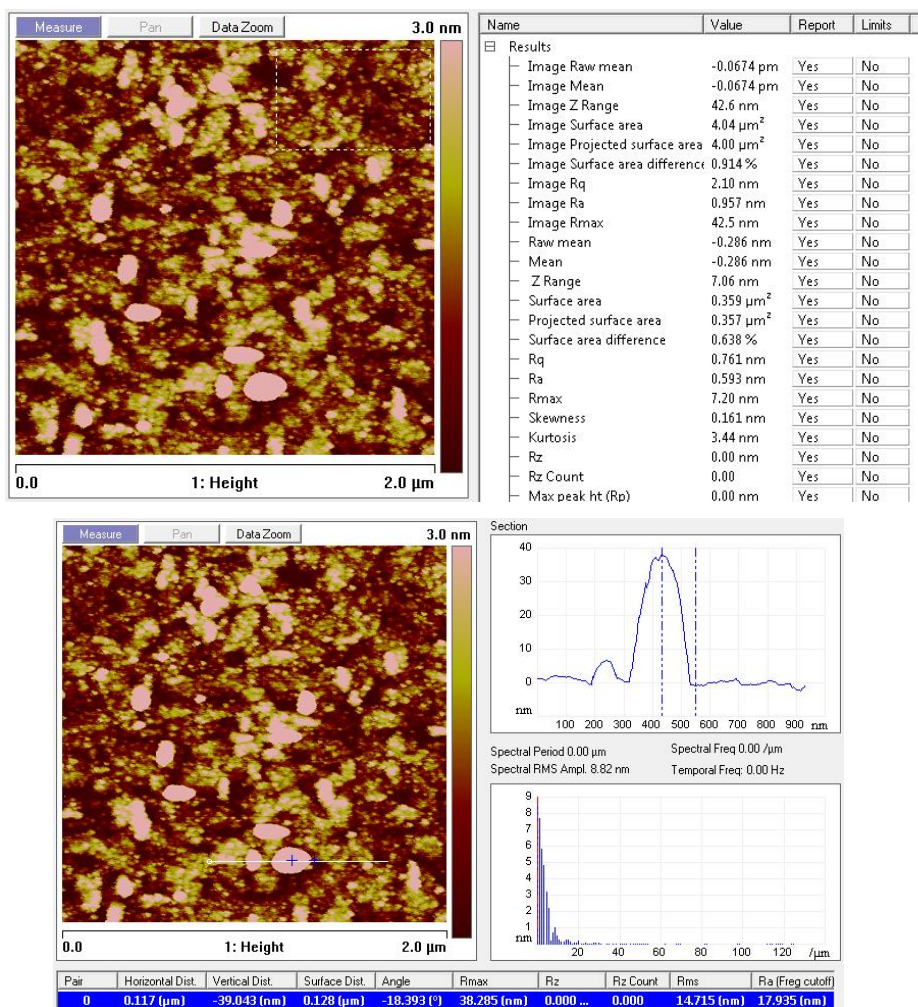 Measure Pan Data Zoom 3.0 nm
0.0 1: Height 2.0 µm
Name Value Report Limits
Results
Image Raw mean -0.0674 pm Yes No
Image Mean -0.0674 pm Yes No
Image Z Range 42.6 nm Yes No
Image Surface area 4.04 µm² Yes No
Image Projected surface area 4.00 µm² Yes No
Image Surface area difference 0.914 % Yes No
Image Rq 2.10 nm Yes No
Image Ra 0.957 nm Yes No
Image Rmax 42.5 nm Yes No
Raw mean -0.286 nm Yes No
Mean -0.286 nm Yes No
Z Range 7.06 nm Yes No
Surface area 0.359 µm² Yes No
Projected surface area 0.357 µm² Yes No
Surface area difference 0.638 % Yes No
Rq 0.761 nm Yes No
Ra 0.593 nm Yes No
Rmax 7.20 nm Yes No
Skewness 0.161 nm Yes No
Kurtosis 3.44 nm Yes No
Rz 0.00 nm Yes No
Rz Count 0.00 Yes No
Max peak ht (Rp) 0.00 nm Yes No
Measure Pan Data Zoom 3.0 nm
0.0 1: Height 2.0 µm
Section
40
30
20
10
0
nm
100 200 300 400 500 600 700 800 900 nm
Spectral Period 0.00 µm Spectral Freq 0.00 /µm
Spectral RMS Ampl. 8.82 nm Temporal Freq: 0.00 Hz
9
8
7
6
5
4
3
2
1
nm
20 40 60 80 100 120 /µm
Pair Horizontal Dist. Vertical Dist. Surface Dist. Angle Rmax Rz Rz Count Rms Ra (Freq cutoff)
0 0.117 (µm) -39.043 (nm) 0.128 (µm) -18.393 (°) 38.285 (nm) 0.000 ... 0.000 14.715 (nm) 17.935 (nm)